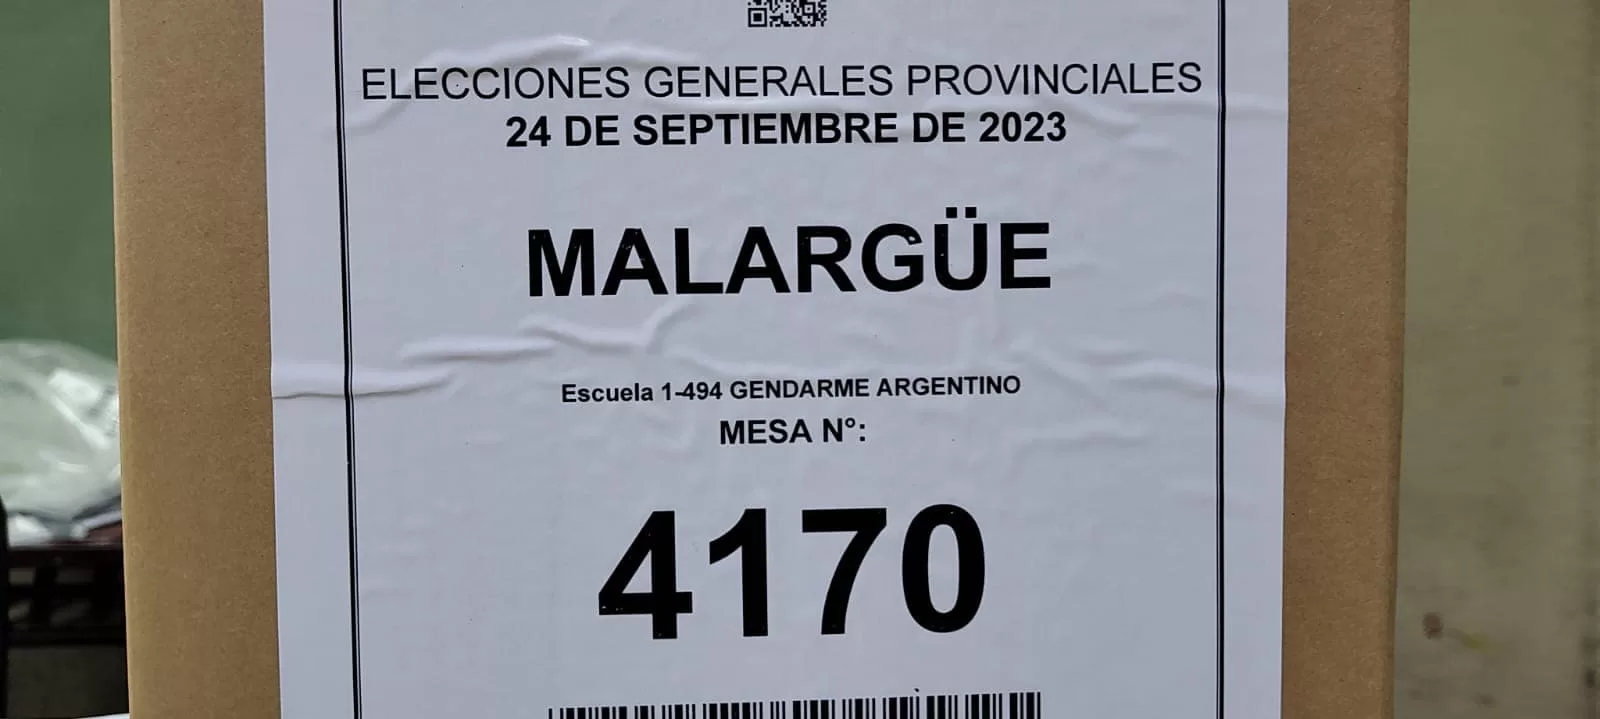 ELECCIONES GENERALES PROVINCIALES
24 DE SEPTIEMBRE DE 2023
MALARGÜE
Escuela 1-494 GENDARME ARGENTINO
MESA N°:
4170